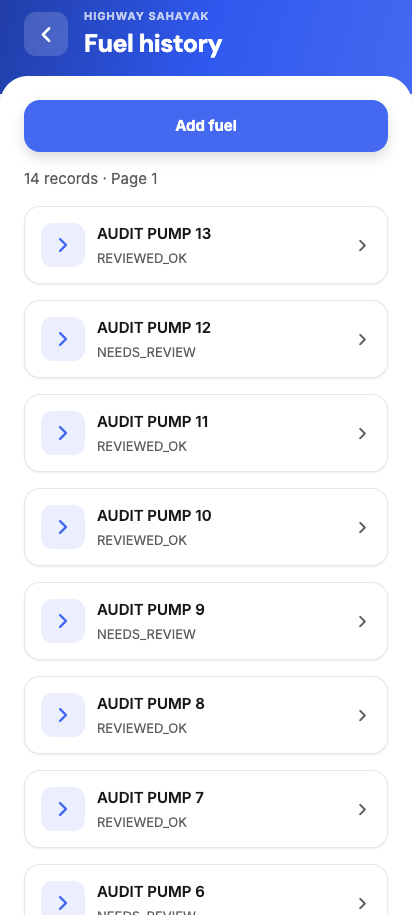 HIGHWAY SAHAYAK
Fuel history
Add fuel
14 records · Page 1
AUDIT PUMP 13
REVIEWED_OK
AUDIT PUMP 12
NEEDS_REVIEW
AUDIT PUMP 11
REVIEWED_OK
AUDIT PUMP 10
REVIEWED_OK
AUDIT PUMP 9
NEEDS_REVIEW
AUDIT PUMP 8
REVIEWED_OK
AUDIT PUMP 7
REVIEWED_OK
AUDIT PUMP 6
NEEDS_REVIEW